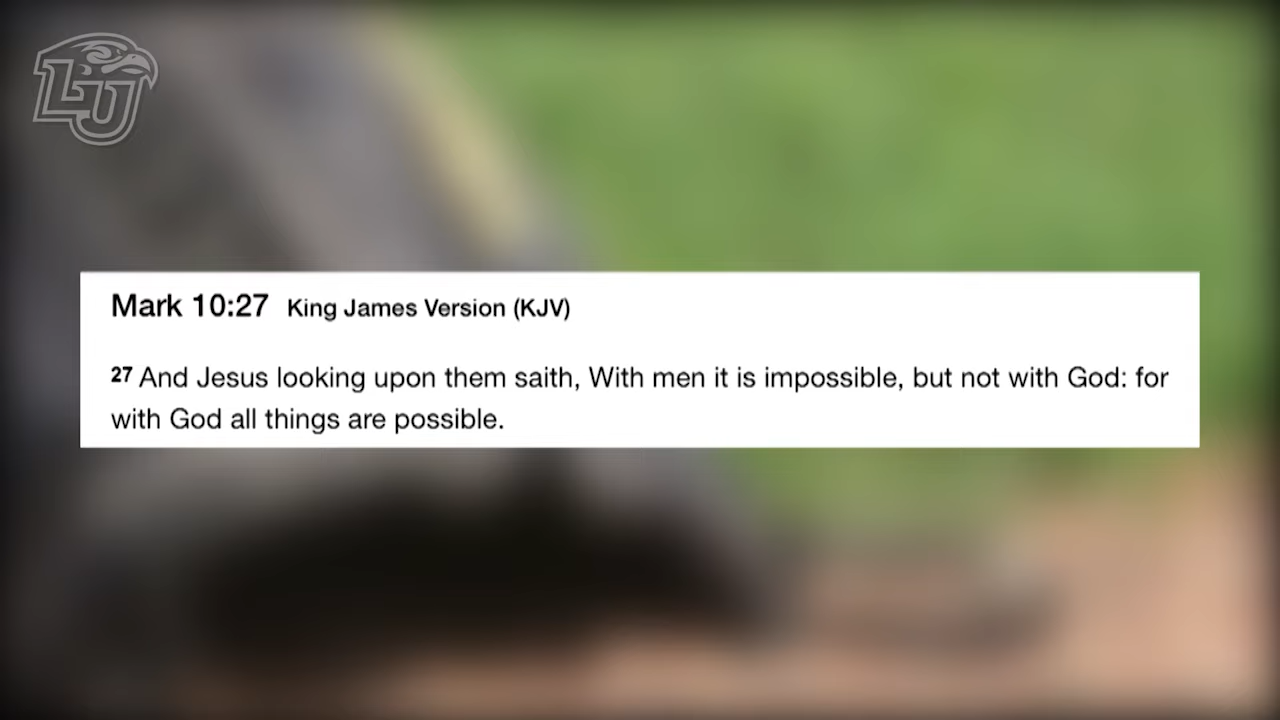 LU
Mark 10:27 King James Version (KJV)
27 And Jesus looking upon them saith, With men it is impossible, but not with God: for
with God all things are possible.